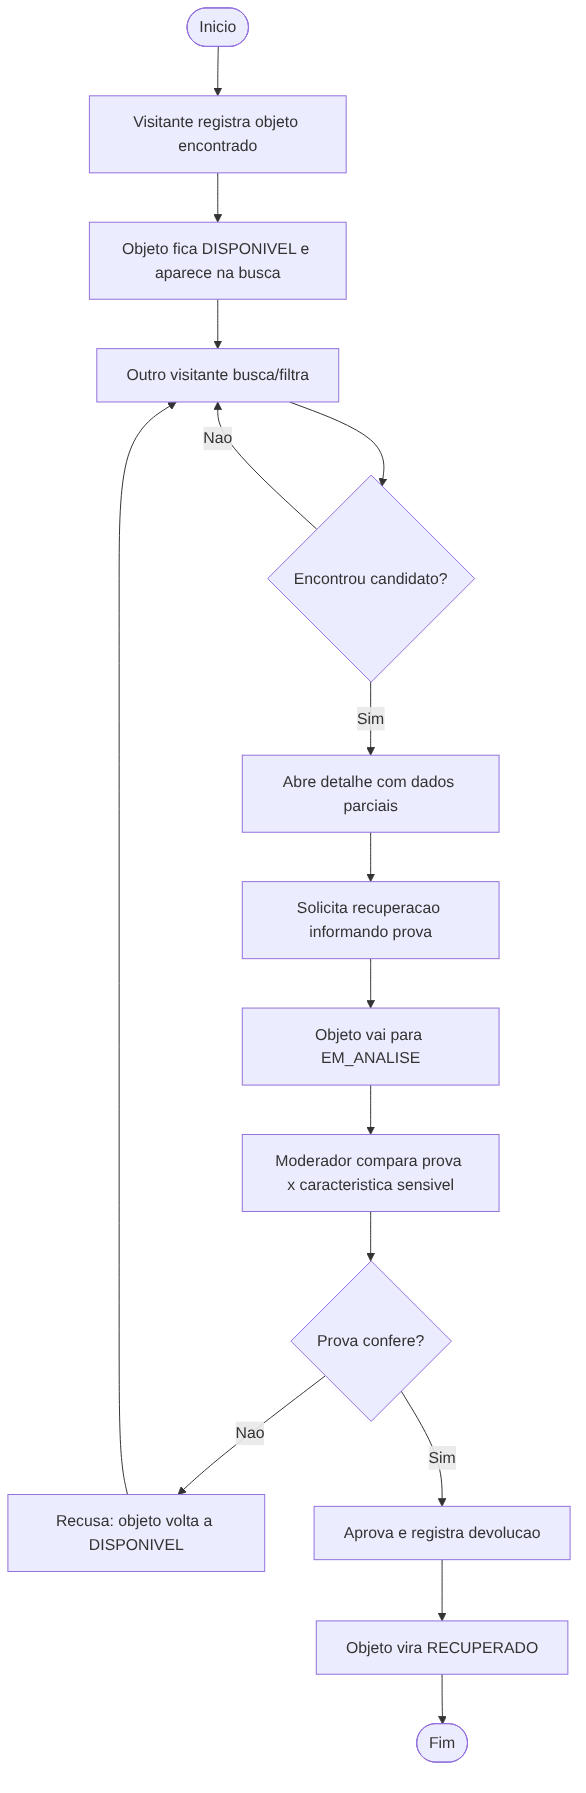 Inicio
Visitante registra objeto
encontrado
Objeto fica DISPONIVEL e
aparece na busca
Outro visitante busca/filtra
Nao
Encontrou candidato?
Sim
Abre detalhe com dados
parciais
Solicita recuperacao
informando prova
Objeto vai para
EM_ANALISE
Moderador compara prova
x caracteristica sensivel
Prova confere?
Nao
Sim
Recusa: objeto volta a
DISPONIVEL
Aprova e registra devolucao
Objeto vira RECUPERADO
Fim